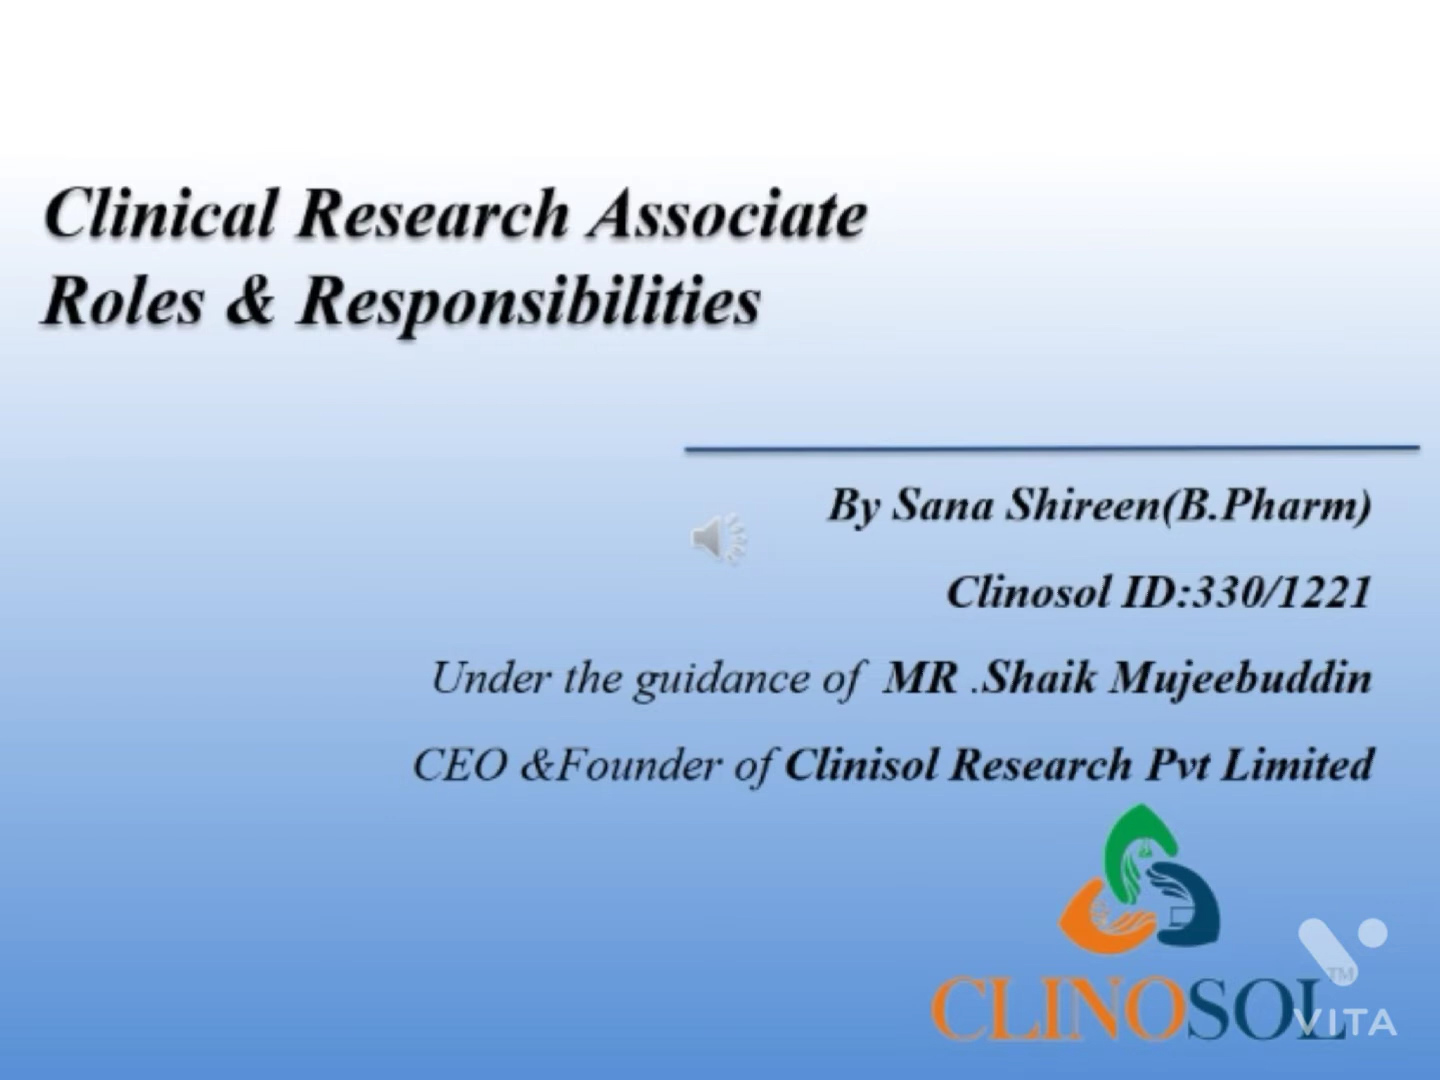 Clinical Research Associate
Roles & Responsibilities
By Sana Shireen(B.Pharm)
Clinosol ID:330/1221
Under the guidance of MR .Shaik Mujeebuddin
CEO &Founder of Clinisol Research Pvt Limited
CLINOSOL
TM
VITA